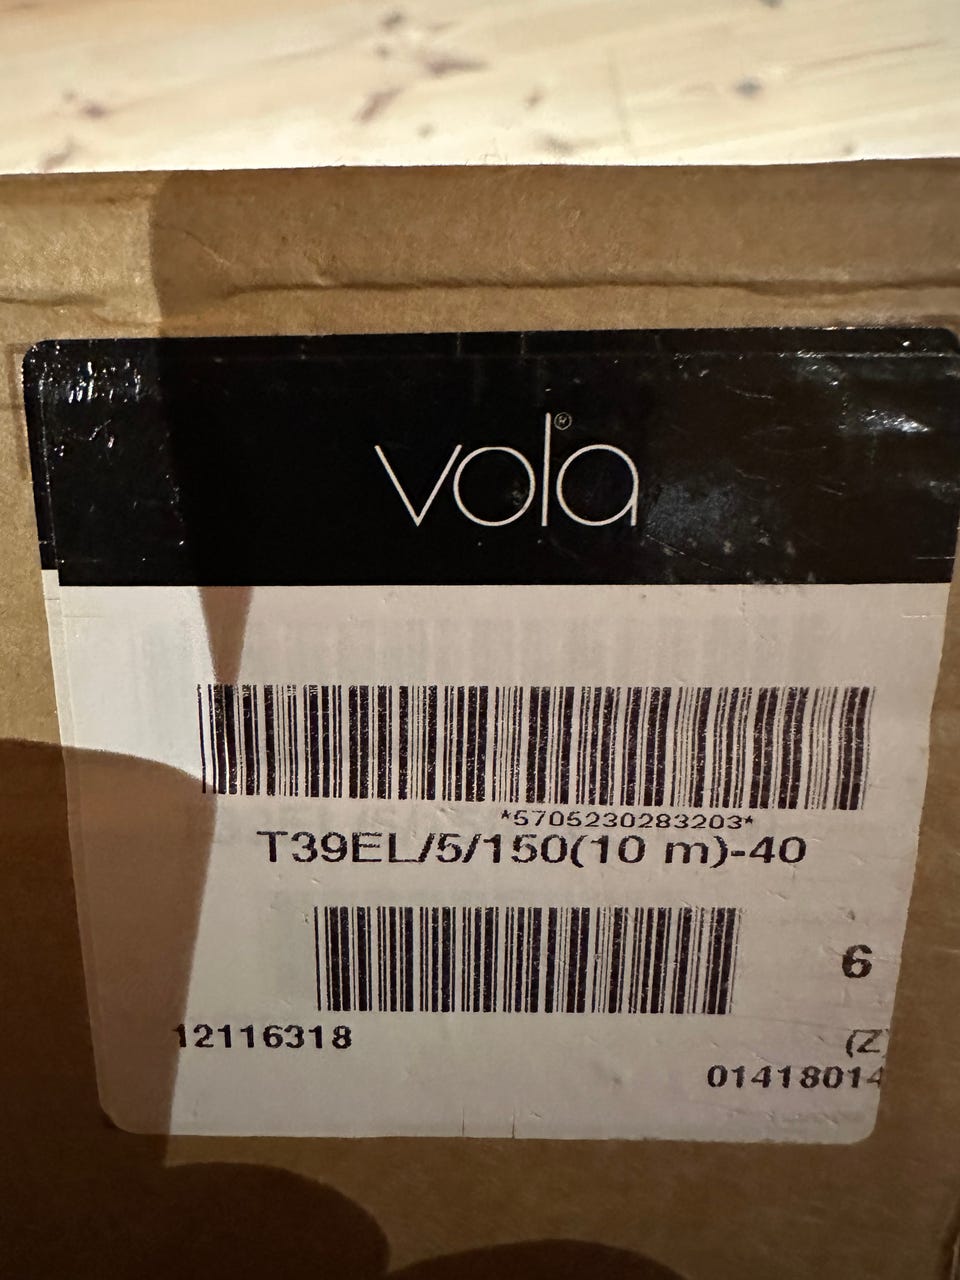 vola®
*5705230283203*
T39EL/5/150(10 m)-40
6
12116318
(Z)
01418014